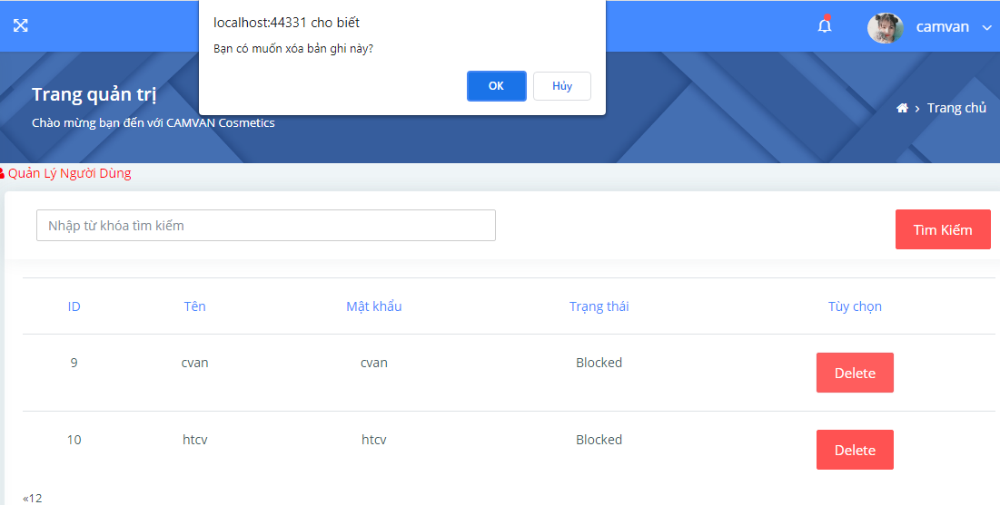 localhost:44331 cho biết
Bạn có muốn xóa bản ghi này?
OK Hủy
camvan
Trang quản trị
Chào mừng bạn đến với CAMVAN Cosmetics
Trang chủ
Quản Lý Người Dùng
Nhập từ khóa tìm kiếm
Tìm Kiếm
ID Tên Mật khẩu Trạng thái Tùy chọn
9 cvan cvan Blocked Delete
10 htcv htcv Blocked Delete
«12